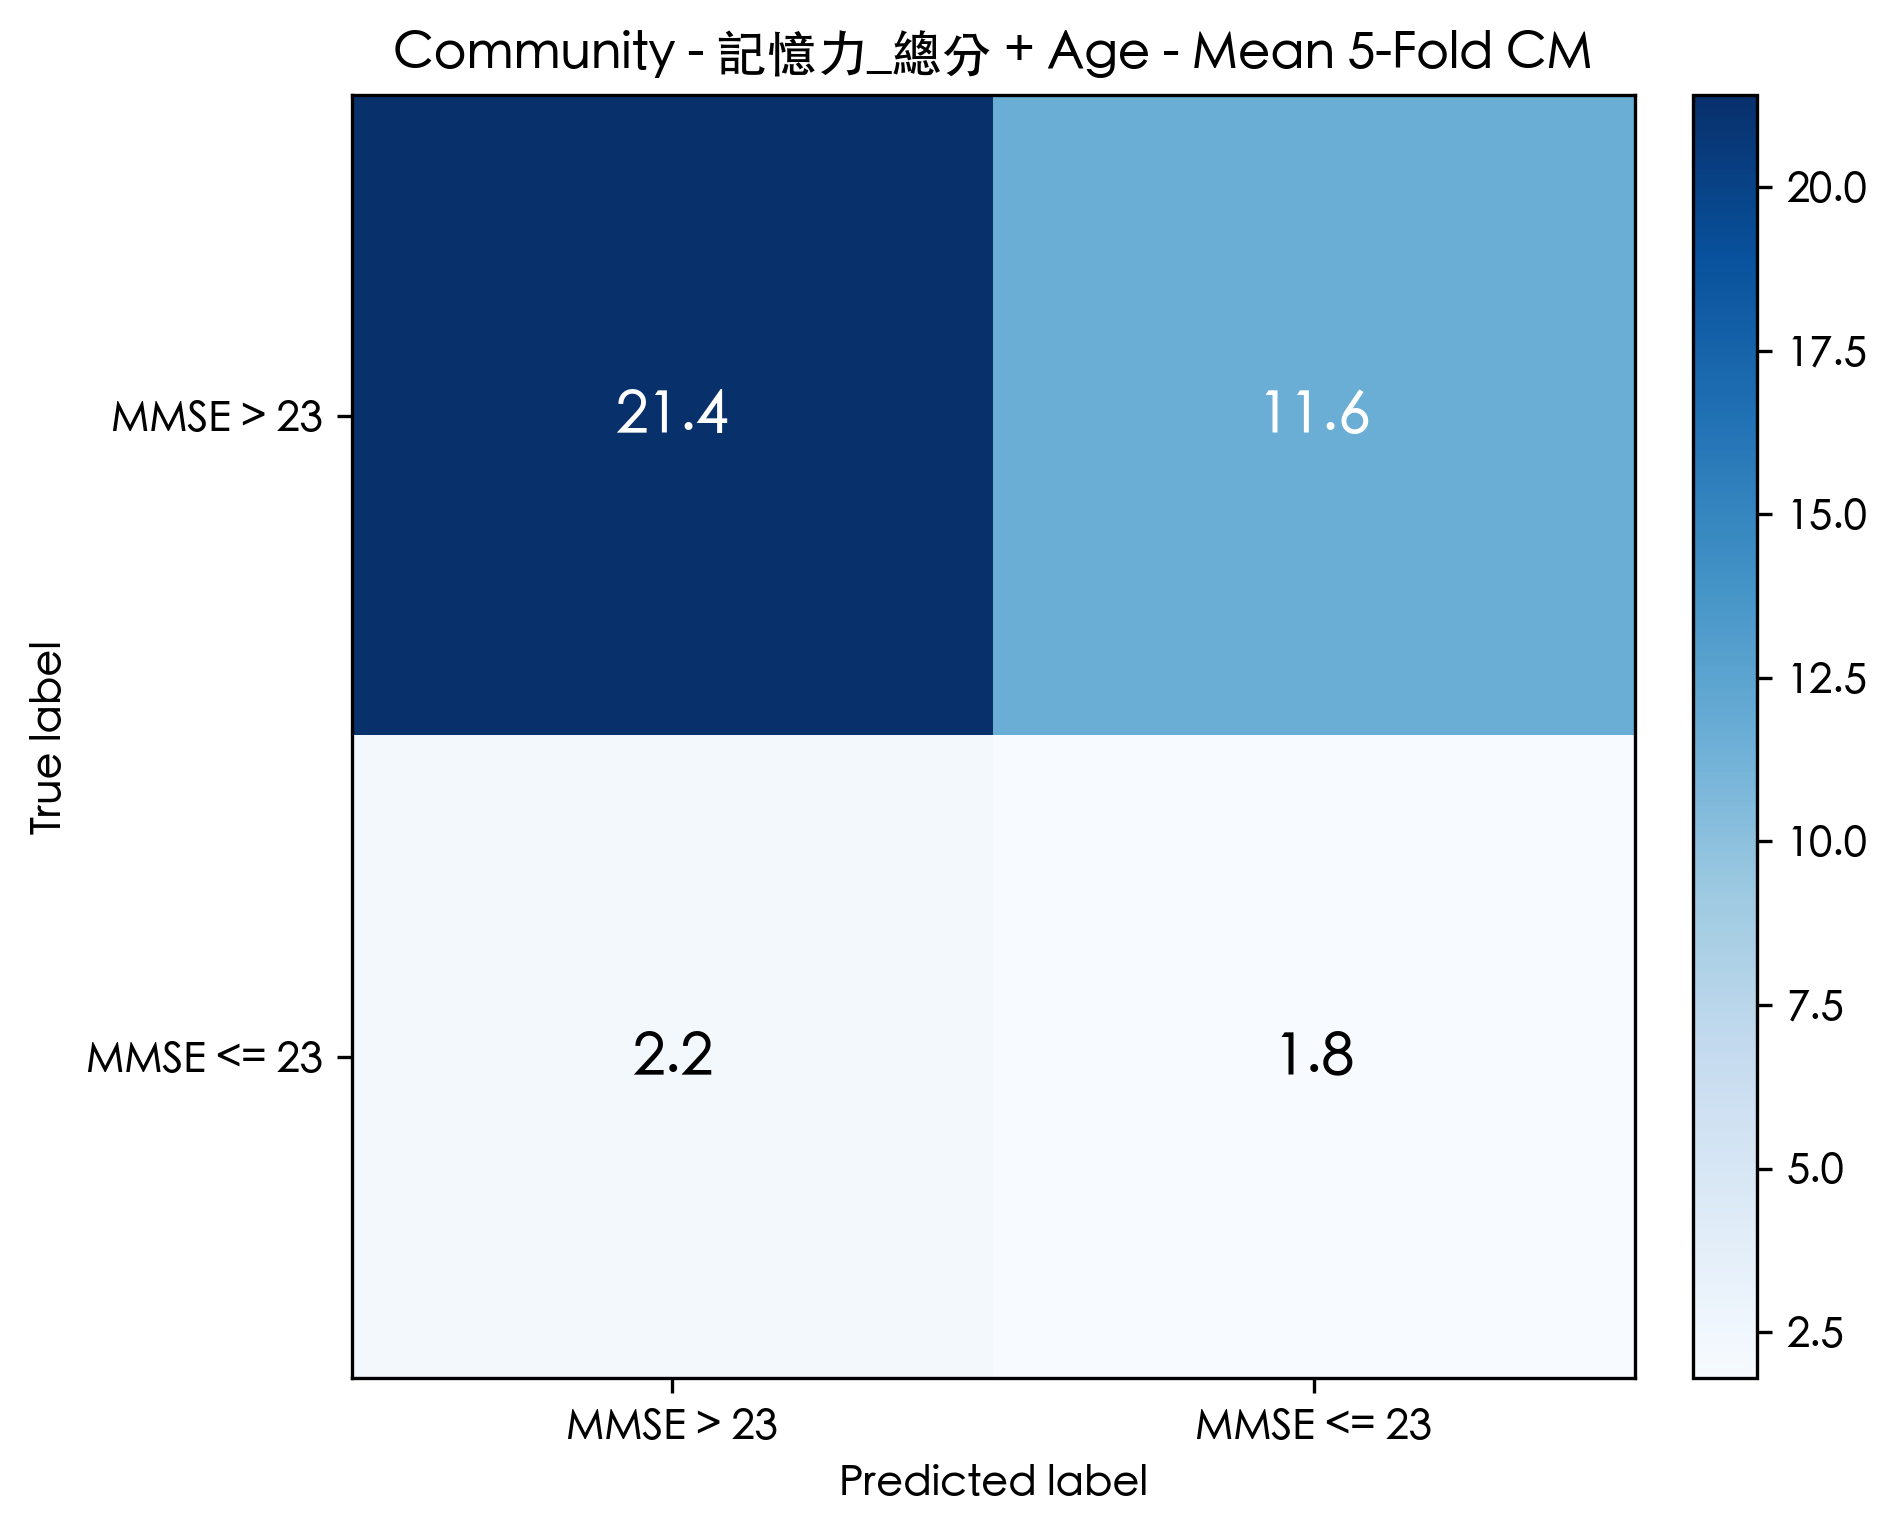 Community - 記憶力_總分 + Age - Mean 5-Fold CM
True label
MMSE > 23
21.4
11.6
MMSE <= 23
2.2
1.8
MMSE > 23
MMSE <= 23
Predicted label
20.0
17.5
15.0
12.5
10.0
7.5
5.0
2.5